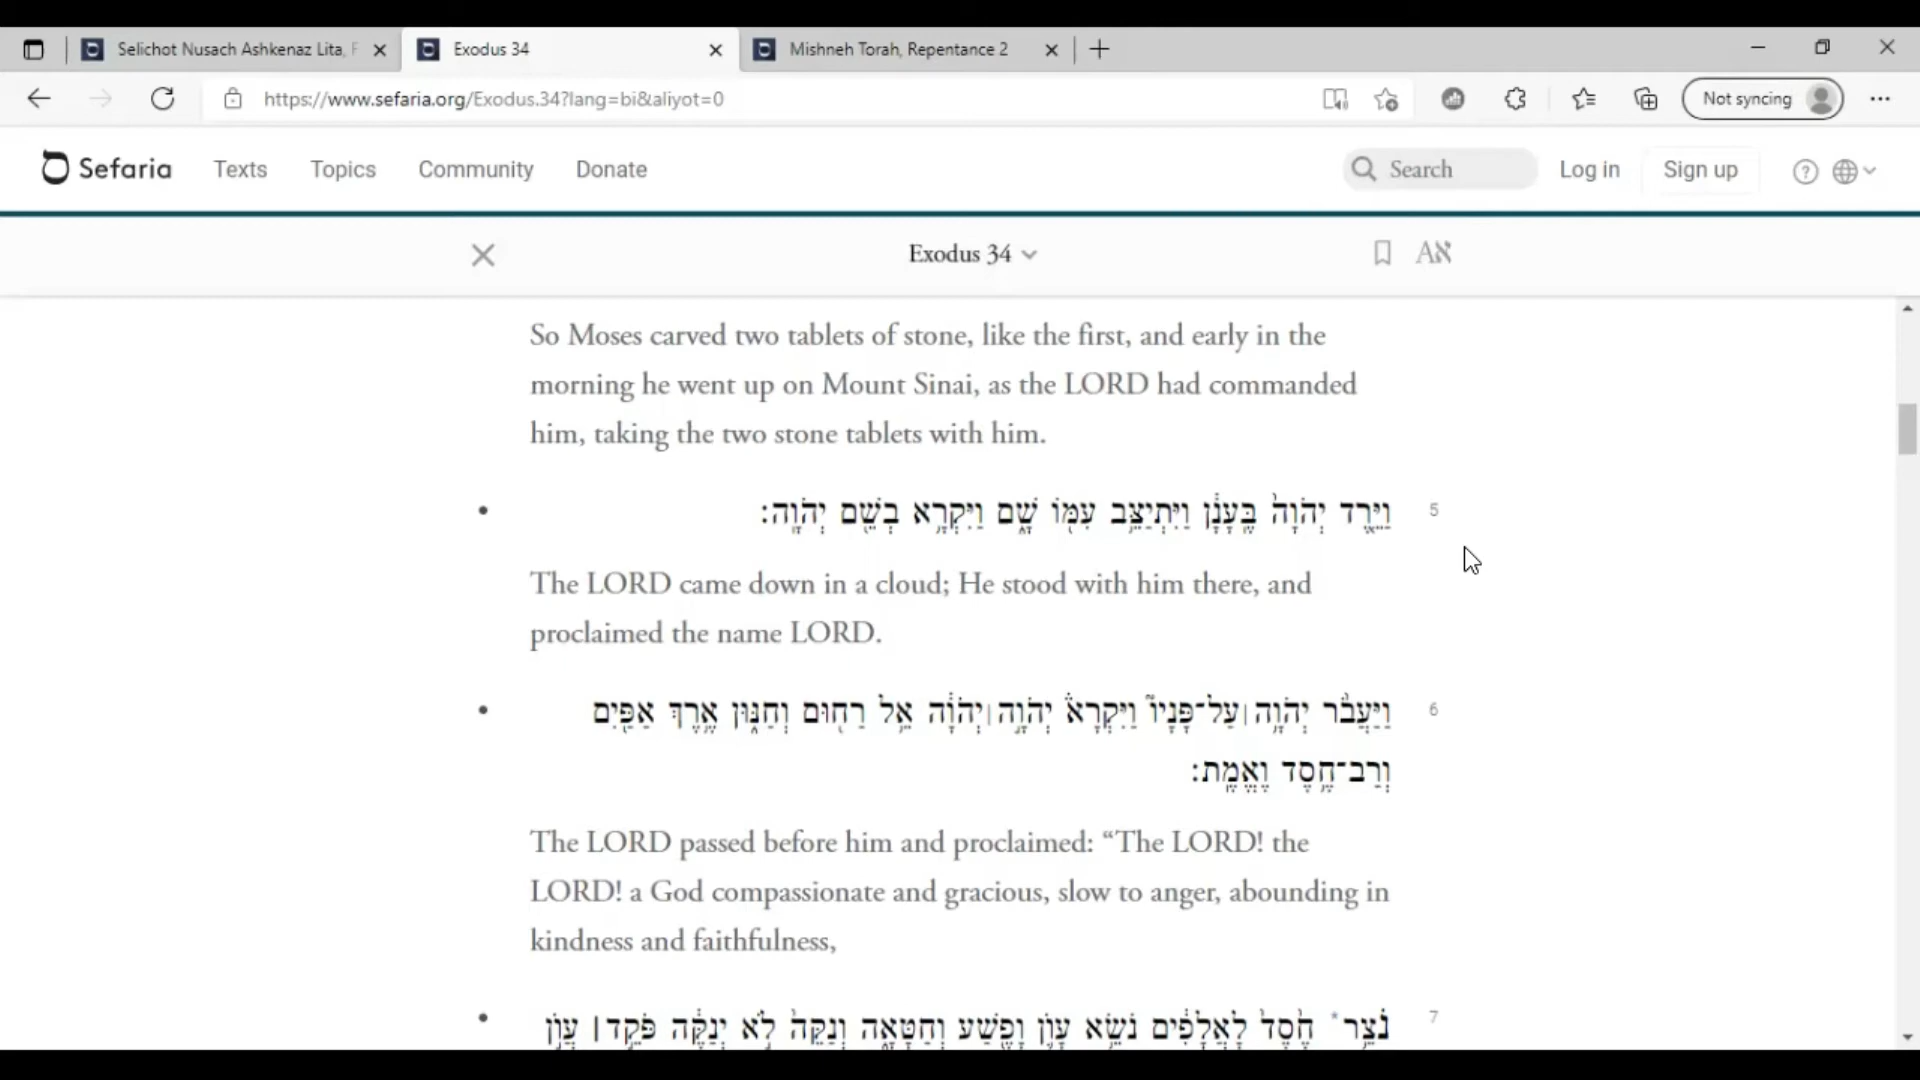 Selichot Nusach Ashkenaz Lita, F
Exodus 34
Mishneh Torah, Repentance 2
https://www.sefaria.org/Exodus.34?lang=bi&aliyot=0
Not syncing
Sefaria
Texts
Topics
Community
Donate
Search
Log in
Sign up
Exodus 34
Aא
So Moses carved two tablets of stone, like the first, and early in the
morning he went up on Mount Sinai, as the LORD had commanded
him, taking the two stone tablets with him.
5
וַיֵּ֤רֶד יְהֹוָה֙ בֶּֽעָנָ֔ן וַיִּתְיַצֵּ֥ב עִמּ֖וֹ שָׁ֑ם וַיִּקְרָ֥א בְשֵׁ֖ם יְהֹוָֽה׃
The LORD came down in a cloud; He stood with him there, and
proclaimed the name LORD.
6
וַיַּעֲבֹ֨ר יְהֹוָ֥ה ׀ עַל־פָּנָיו֮ וַיִּקְרָא֒ יְהֹוָ֣ה ׀ יְהֹוָ֔ה אֵ֥ל רַח֖וּם וְחַנּ֑וּן אֶ֥רֶךְ אַפַּ֖יִם
וְרַב־חֶ֥סֶד וֶאֱמֶֽת׃
The LORD passed before him and proclaimed: “The LORD! the
LORD! a God compassionate and gracious, slow to anger, abounding in
kindness and faithfulness,
7
נֹצֵ֥ר * חֶ֙סֶד֙ לָאֲלָפִ֔ים נֹשֵׂ֥א עָוֺ֛ן וָפֶ֖שַׁע וְחַטָּאָ֑ה וְנַקֵּה֙ לֹ֣א יְנַקֶּ֔ה פֹּקֵ֣ד ׀ עֲוֺ֣ן